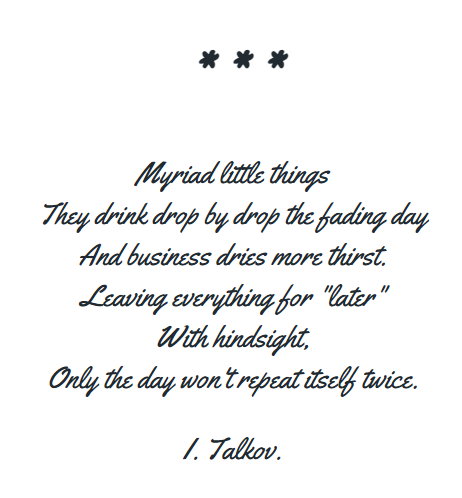 * * *
Myriad little things
They drink drop by drop the fading day
And business dries more thirst.
Leaving everything for "later"
With hindsight,
Only the day won't repeat itself twice.
I. Talkov.